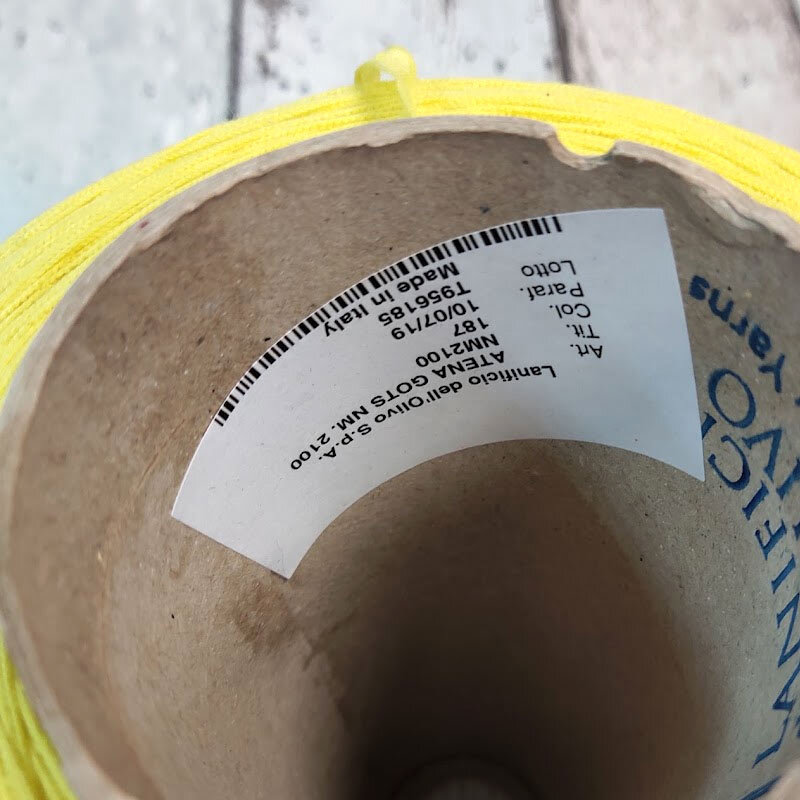 Lanificio dell'Olivo S.P.A.
Art. ATENA GOTS NM. 2100
Tit. NM2100
Col. 187
Paraf. 10/07/19
Lotto T956185
Made in Italy
LANIFICI
Yarns